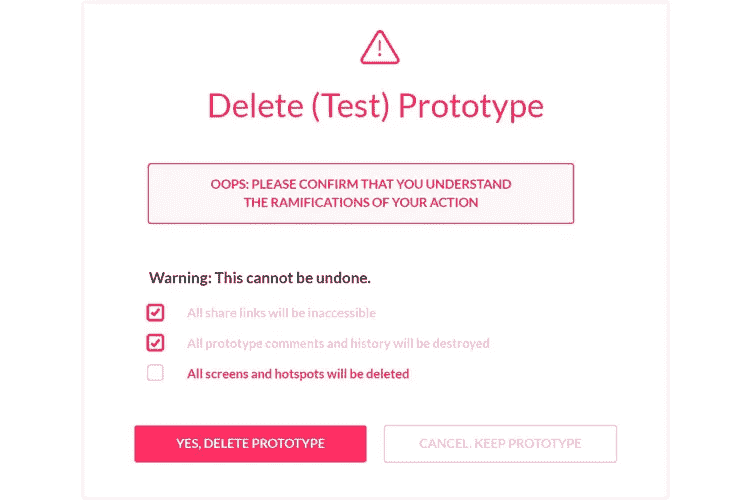 Delete (Test) Prototype
OOPS: PLEASE CONFIRM THAT YOU UNDERSTAND
THE RAMIFICATIONS OF YOUR ACTION
Warning: This cannot be undone.
All share links will be inaccessible
All prototype comments and history will be destroyed
All screens and hotspots will be deleted
YES, DELETE PROTOTYPE
CANCEL. KEEP PROTOTYPE